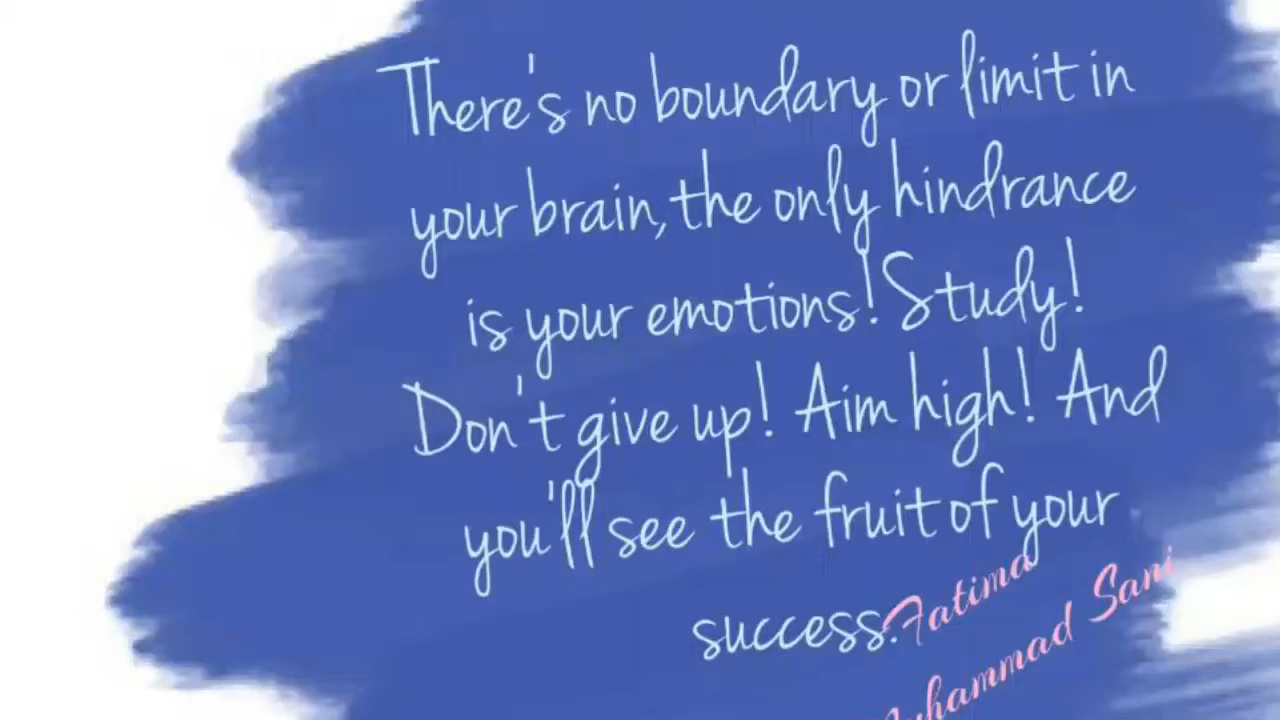 There's no boundary or limit in
your brain, the only hindrance
is your emotions! Study!
Don't give up! Aim high! And
you'll see the fruit of your
success.
Fatima
Muhammad Sani